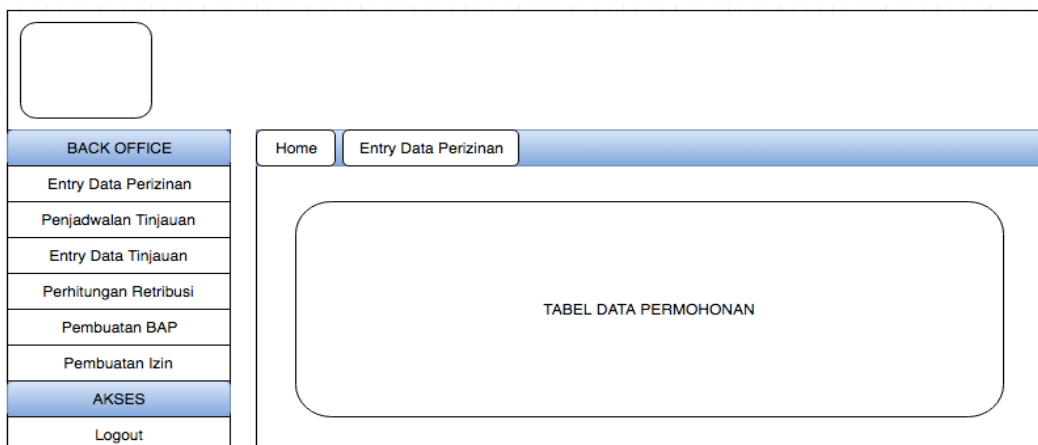 BACK OFFICE
Entry Data Perizinan
Penjadwalan Tinjauan
Entry Data Tinjauan
Perhitungan Retribusi
Pembuatan BAP
Pembuatan Izin
AKSES
Logout
Home
Entry Data Perizinan
TABEL DATA PERMOHONAN